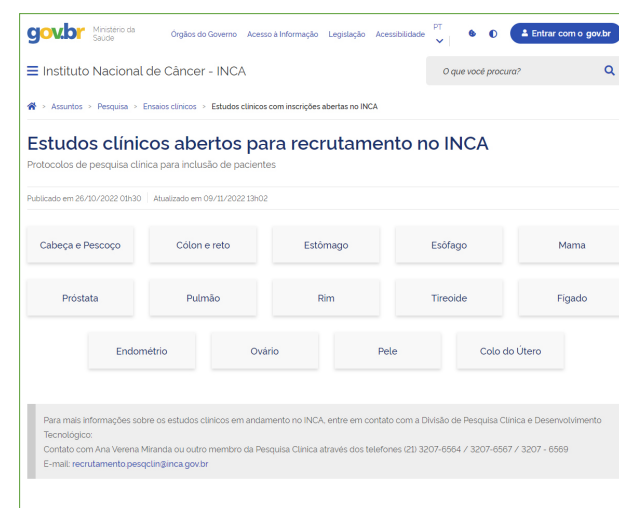 gov.br
Ministério da
Saúde
Órgãos do Governo Acesso à Informação Legislação Acessibilidade
PT
Entrar com o gov.br
Instituto Nacional de Câncer - INCA
O que você procura?
> Assuntos > Pesquisa > Ensaios clínicos > Estudos clínicos com inscrições abertas no INCA
Estudos clínicos abertos para recrutamento no INCA
Protocolos de pesquisa clínica para inclusão de pacientes
Publicado em 26/10/2022 01h30 Atualizado em 09/11/2022 13h02
Cabeça e Pescoço Cólon e reto Estômago Esôfago Mama
Próstata Pulmão Rim Tireoide Fígado
Endométrio Ovário Pele Colo do Útero
Para mais informações sobre os estudos clínicos em andamento no INCA, entre em contato com a Divisão de Pesquisa Clínica e Desenvolvimento
Tecnológico:
Contato com Ana Verena Miranda ou outro membro da Pesquisa Clínica através dos telefones (21) 3207-6564 / 3207-6567 / 3207 - 6569
E-mail: recrutamento.pesqclin@inca.gov.br